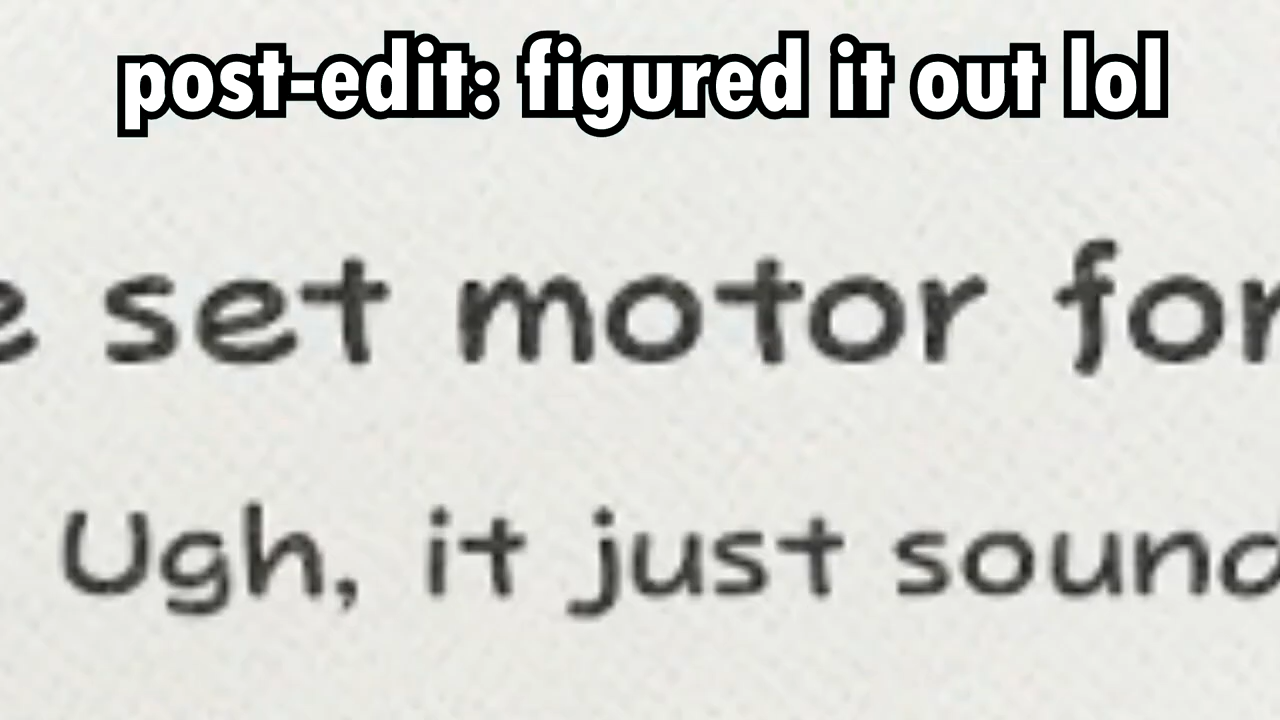 post-edit: figured it out lol
set motor for
Ugh, it just sound